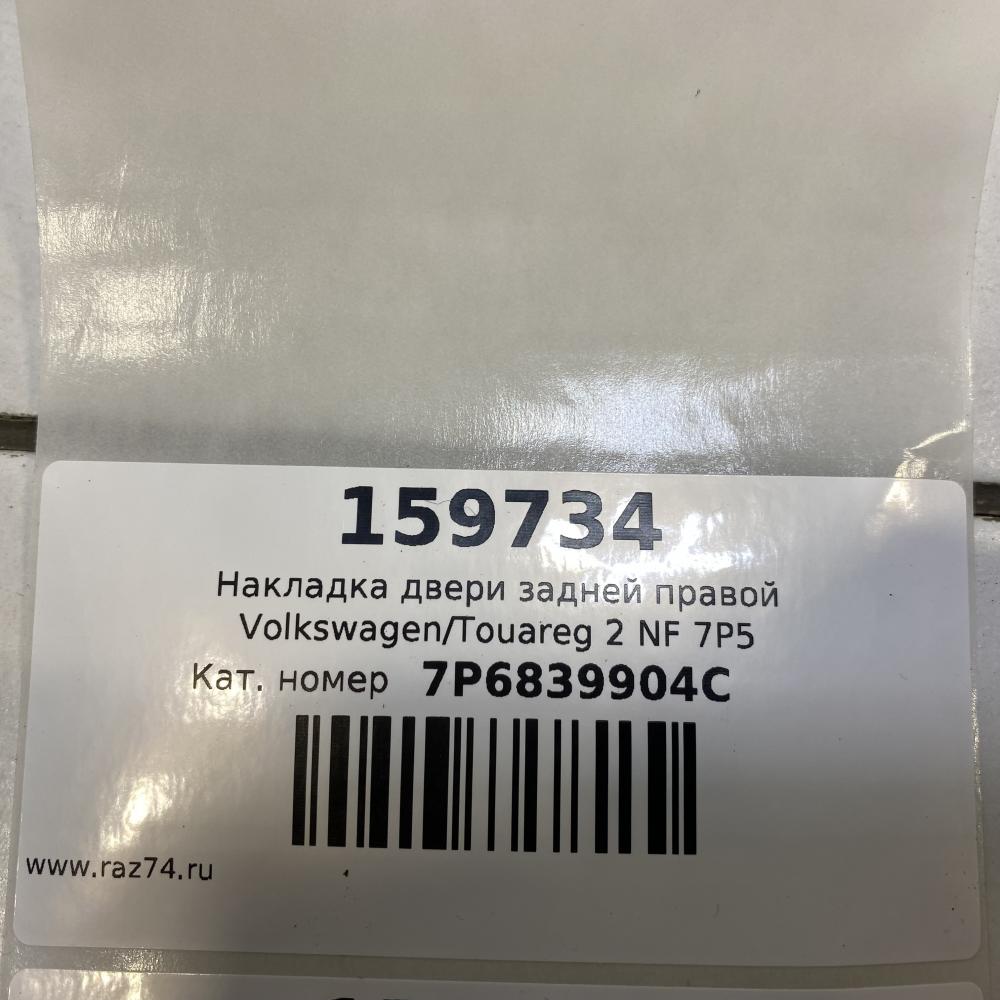 159734
Накладка двери задней правой
Volkswagen/Touareg 2 NF 7P5
Кат. номер 7P6839904C
www.raz74.ru